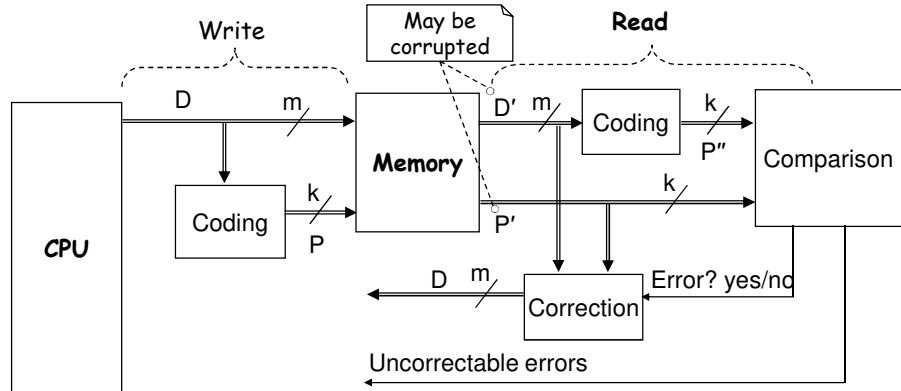 Write
May be
corrupted
Read
D
m
D′
m
k
Coding
P″
Memory
Comparison
k
k
Coding
P
P′
CPU
D
m
Correction
Error? yes/no
Uncorrectable errors